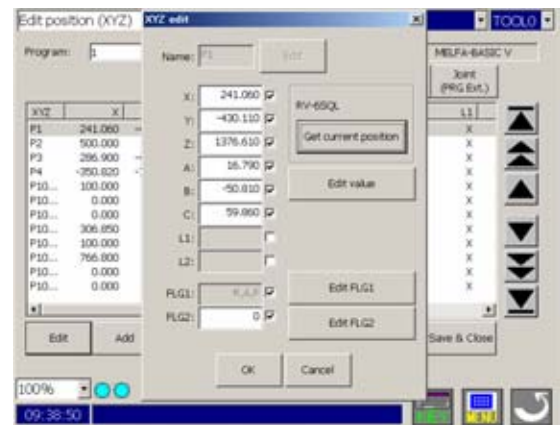 Edit position (XYZ)
TOOL0
Program: 1
MELFA-BASIC V
Joint
(PRG Ext.)
XYZ X L1
P1 241.060 X
P2 500.000 X
P3 286.900 X
P4 -350.820 X
P10... 100.000 X
P10... 0.000 X
P10... 306.850 X
P10... 100.000 X
P10... 766.800 X
P10... 0.000 X
P10... 0.000 X
Edit Add Save & Close
100%
09:38:50
XYZ edit
Name: P1 Edit
X: 241.060
Y: -430.110
Z: 1376.610
A: 16.790
B: -50.810
C: 59.860
L1:
L2:
FLG1:
FLG2: 0
RV-6SQL
Get current position
Edit value
Edit FLG1
Edit FLG2
OK Cancel